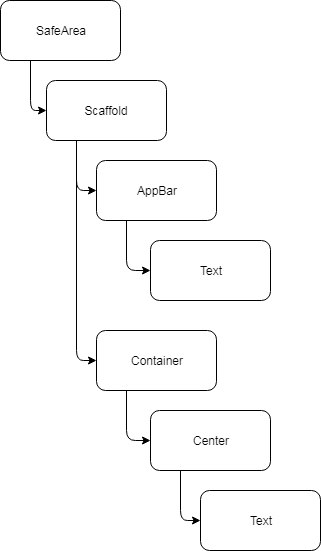 SafeArea
Scaffold
AppBar
Text
Container
Center
Text